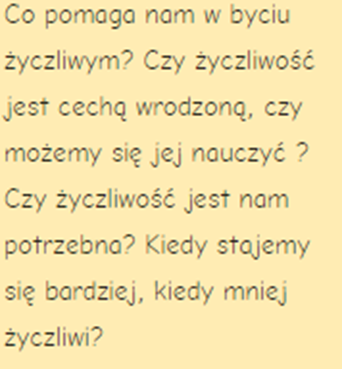 Co pomaga nam w byciu
życzliwym? Czy życzliwość
jest cechą wrodzoną, czy
możemy się jej nauczyć ?
Czy życzliwość jest nam
potrzebna? Kiedy stajemy
się bardziej, kiedy mniej
życzliwi?